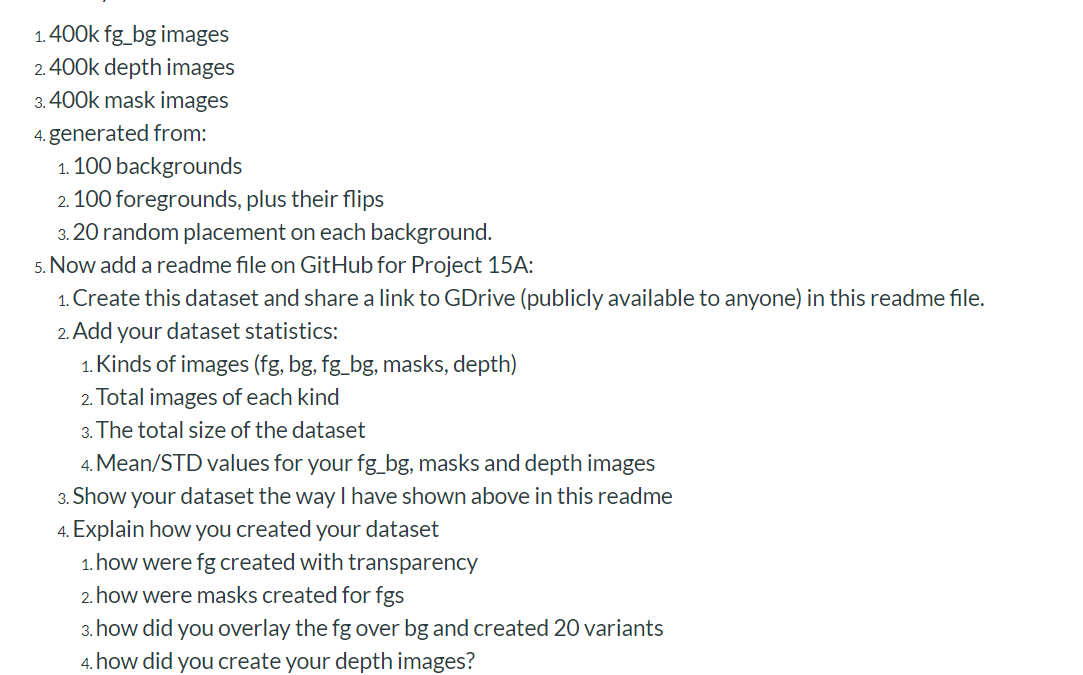 1. 400k fg_bg images
2. 400k depth images
3. 400k mask images
4. generated from:
1. 100 backgrounds
2. 100 foregrounds, plus their flips
3. 20 random placement on each background.
5. Now add a readme file on GitHub for Project 15A:
1. Create this dataset and share a link to GDrive (publicly available to anyone) in this readme file.
2. Add your dataset statistics:
1. Kinds of images (fg, bg, fg_bg, masks, depth)
2. Total images of each kind
3. The total size of the dataset
4. Mean/STD values for your fg_bg, masks and depth images
3. Show your dataset the way I have shown above in this readme
4. Explain how you created your dataset
1. how were fg created with transparency
2. how were masks created for fgs
3. how did you overlay the fg over bg and created 20 variants
4. how did you create your depth images?